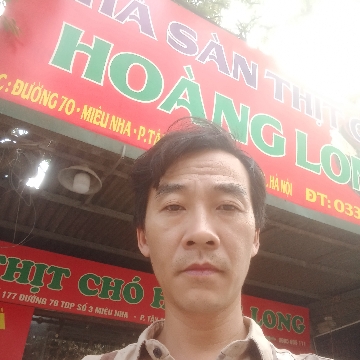 NHÀ SÀN THỊT C
HOÀNG LON
C: ĐƯỜNG 70 - MIÊU NHA - P. TÂ
, HÀ NỘI
ĐT: 033
THỊT CHÓ H LONG
177 ĐƯỜNG 70 TDP SỐ 3 MIÊU NHA - P. TÂ